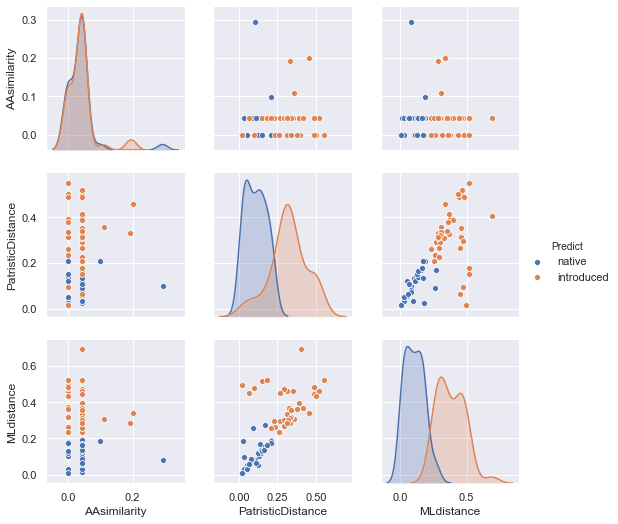 0.3
0.2
0.1
0.0
AAsimilarity
0.4
0.2
0.0
PatristicDistance
Predict
native
introduced
0.6
0.4
0.2
0.0
MLdistance
0.0 0.2
0.00 0.25 0.50
0.0 0.5
AAsimilarity
PatristicDistance
MLdistance